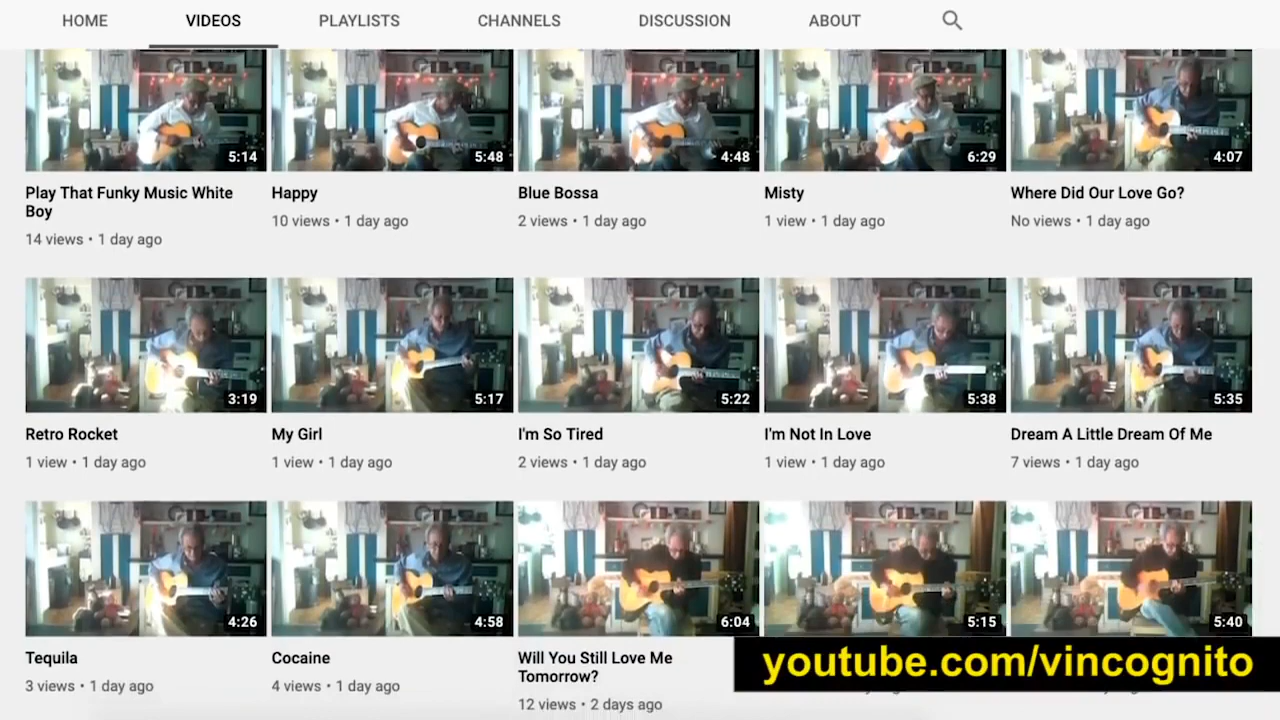 HOME VIDEOS PLAYLISTS CHANNELS DISCUSSION ABOUT
5:14 5:48 4:48 6:29 4:07
Play That Funky Music White
Boy
14 views • 1 day ago
Happy
10 views • 1 day ago
Blue Bossa
2 views • 1 day ago
Misty
1 view • 1 day ago
Where Did Our Love Go?
No views • 1 day ago
3:19 5:17 5:22 5:38 5:35
Retro Rocket
1 view • 1 day ago
My Girl
1 view • 1 day ago
I'm So Tired
2 views • 1 day ago
I'm Not In Love
1 view • 1 day ago
Dream A Little Dream Of Me
7 views • 1 day ago
4:26 4:58 6:04 5:15 5:40
Tequila
3 views • 1 day ago
Cocaine
4 views • 1 day ago
Will You Still Love Me
Tomorrow?
12 views • 2 days ago
youtube.com/vincognito